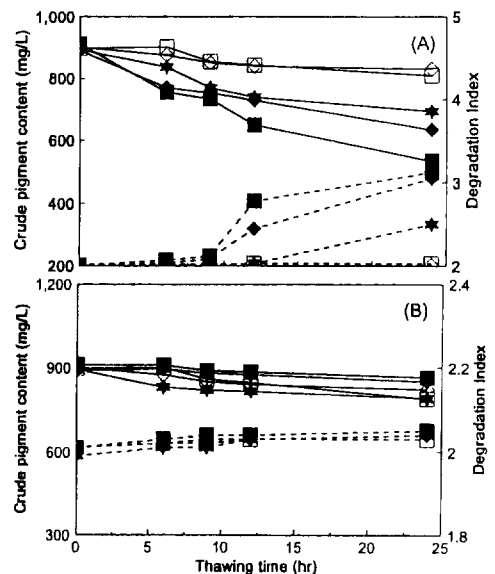 1,000
800
600
400
200
Crude pigment content (mg/L)
(A)
5
4
3
2
Degradation Index
1,200
900
600
300
Crude pigment content (mg/L)
(B)
2.4
2.2
2
1.8
Degradation Index
0 5 10 15 20 25
Thawing time (hr)